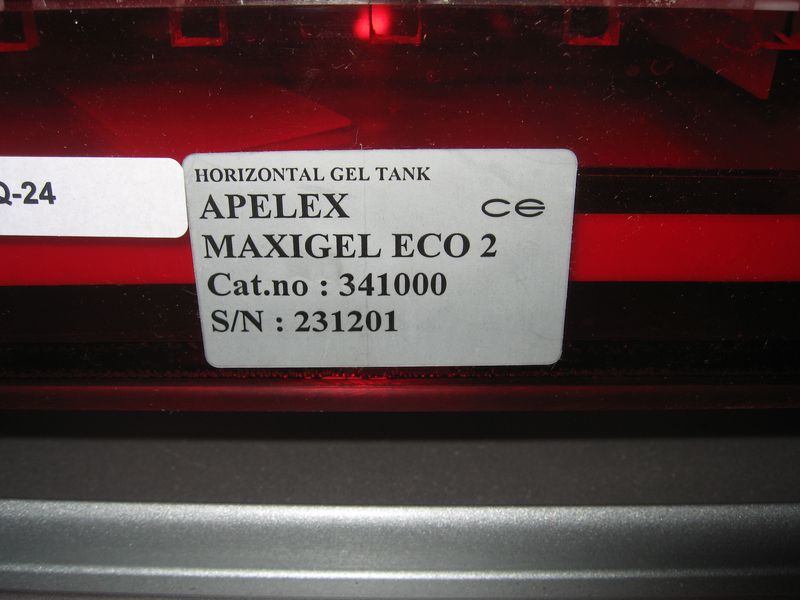 Q-24
HORIZONTAL GEL TANK
APELEX
CE
MAXIGEL ECO 2
Cat.no : 341000
S/N : 231201